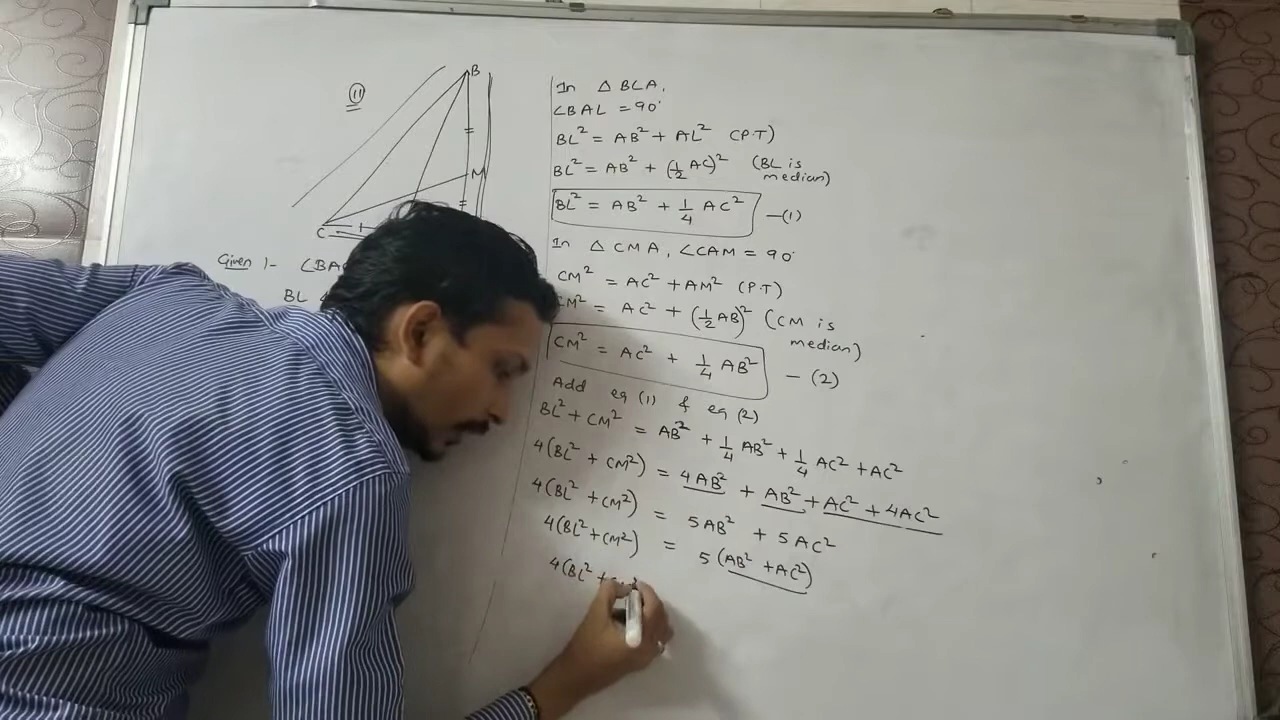 (11)
B
M
C
Given :- ∠BA
BL
In △ BLA,
∠BAL = 90°
BL² = AB² + AL² (P.T)
BL² = AB² + (½ AC)² (BL is median)
BL² = AB² + 1/4 AC² —(1)
In △ CMA, ∠CAM = 90°
CM² = AC² + AM² (P.T)
CM² = AC² + (½ AB)² (CM is median)
CM² = AC² + 1/4 AB² — (2)
Add eq (1) & eq (2)
BL² + CM² = AB² + 1/4 AB² + 1/4 AC² + AC²
4(BL² + CM²) = 4AB² + AB² + AC² + 4AC²
4(BL² + CM²) = 5AB² + 5AC²
4(BL² + CM²) = 5(AB² + AC²)
4(BL² +